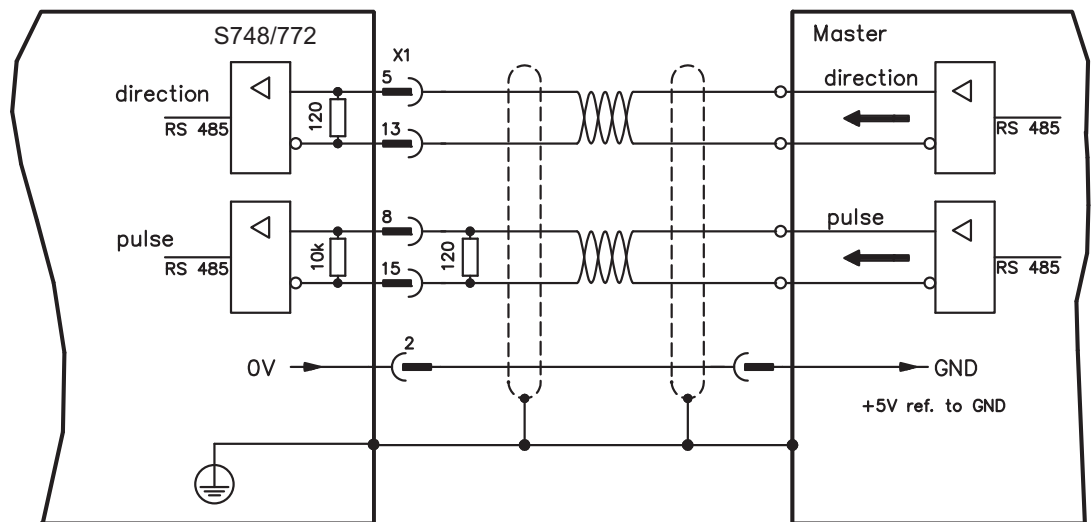 S748/772
X1
Master
direction
RS 485
120
5
13
direction
RS 485
pulse
RS 485
10k
8
15
120
pulse
RS 485
0V
2
GND
+5V ref. to GND